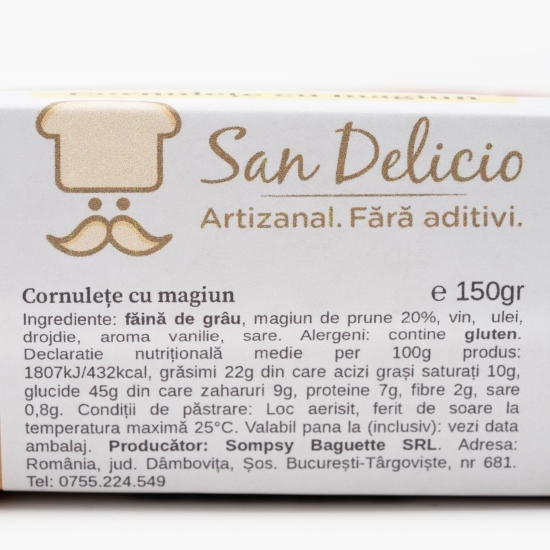 Cornulețe cu magiun
San Delicio
Artizanal. Fără aditivi.
Cornulețe cu magiun ℮ 150gr
Ingrediente: făină de grâu, magiun de prune 20%, vin, ulei,
drojdie, aroma vanilie, sare. Alergeni: contine gluten.
Declaratie nutrițională medie per 100g produs:
1807kJ/432kcal, grăsimi 22g din care acizi grași saturați 10g,
glucide 45g din care zaharuri 9g, proteine 7g, fibre 2g, sare
0,8g. Condiții de păstrare: Loc aerisit, ferit de soare la
temperatura maximă 25°C. Valabil pana la (inclusiv): vezi data
ambalaj. Producător: Sompsy Baguette SRL. Adresa:
România, jud. Dâmbovița, Șos. București-Târgoviște, nr 681.
Tel: 0755.224.549